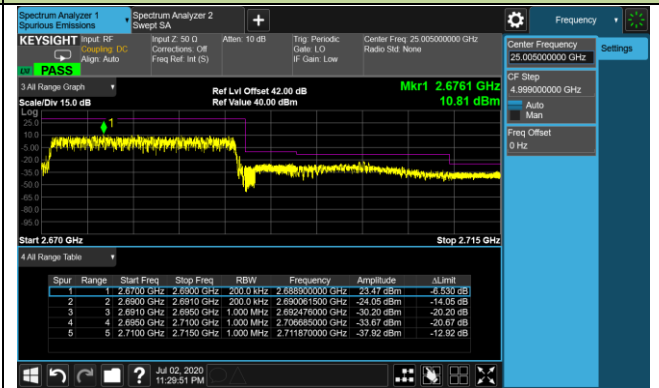 Spectrum Analyzer 1
Spurious Emissions
Spectrum Analyzer 2
Swept SA
Frequency
KEYSIGHT
Input: RF
Coupling: DC
Align: Auto
Input Z: 50 Ω
Corrections: Off
Freq Ref: Int (S)
Atten: 10 dB
Trig: Periodic
Gate: LO
IF Gain: Low
Center Freq: 25.005000000 GHz
Radio Std: None
PASS
Center Frequency
25.005000000 GHz
Settings
CF Step
4.999000000 GHz
Auto
Man
Freq Offset
0 Hz
3 All Range Graph
Scale/Div 15.0 dB
Ref Lvl Offset 42.00 dB
Ref Value 40.00 dBm
Mkr1 2.6761 GHz
10.81 dBm
Log
25.0
10.0
-5.00
-20.0
-35.0
-50.0
-65.0
-80.0
-95.0
1
Start 2.670 GHz
Stop 2.715 GHz
4 All Range Table
Spur Range Start Freq Stop Freq RBW Frequency Amplitude ΔLimit
1 1 2.6700 GHz 2.6900 GHz 200.0 kHz 2.688900000 GHz 23.47 dBm -6.530 dB
2 2 2.6900 GHz 2.6910 GHz 200.0 kHz 2.690061500 GHz -24.05 dBm -14.05 dB
3 3 2.6910 GHz 2.6950 GHz 1.000 MHz 2.692476000 GHz -30.20 dBm -20.20 dB
4 4 2.6950 GHz 2.7100 GHz 1.000 MHz 2.706685000 GHz -33.67 dBm -20.67 dB
5 5 2.7100 GHz 2.7150 GHz 1.000 MHz 2.711870000 GHz -37.92 dBm -12.92 dB
Jul 02, 2020
11:29:51 PM